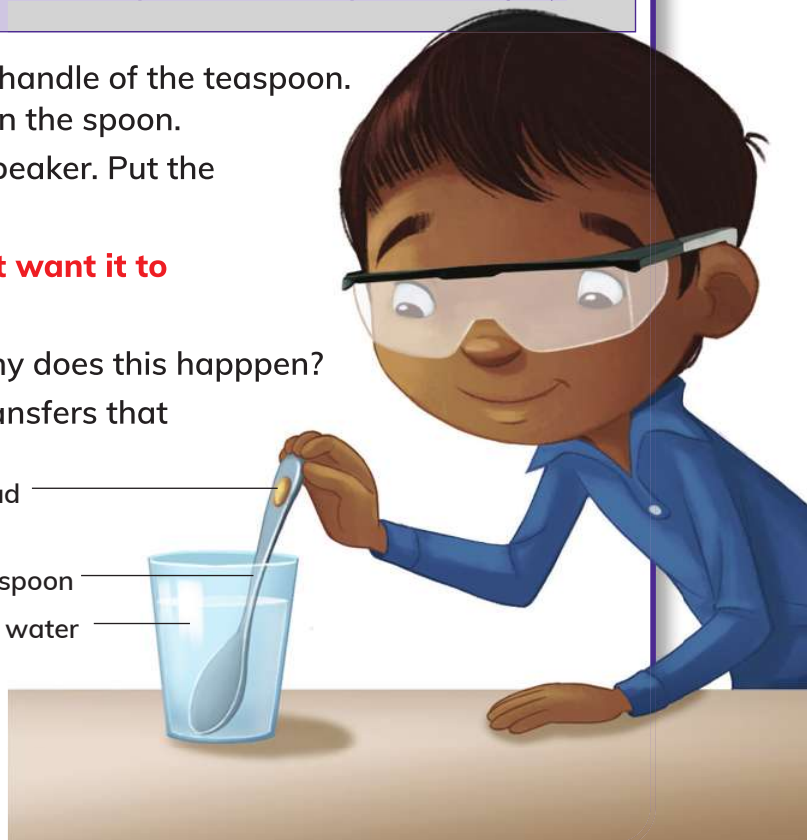 handle of the teaspoon.
n the spoon.
beaker. Put the
t want it to
hy does this happpen?
ansfers that
ad
spoon
water